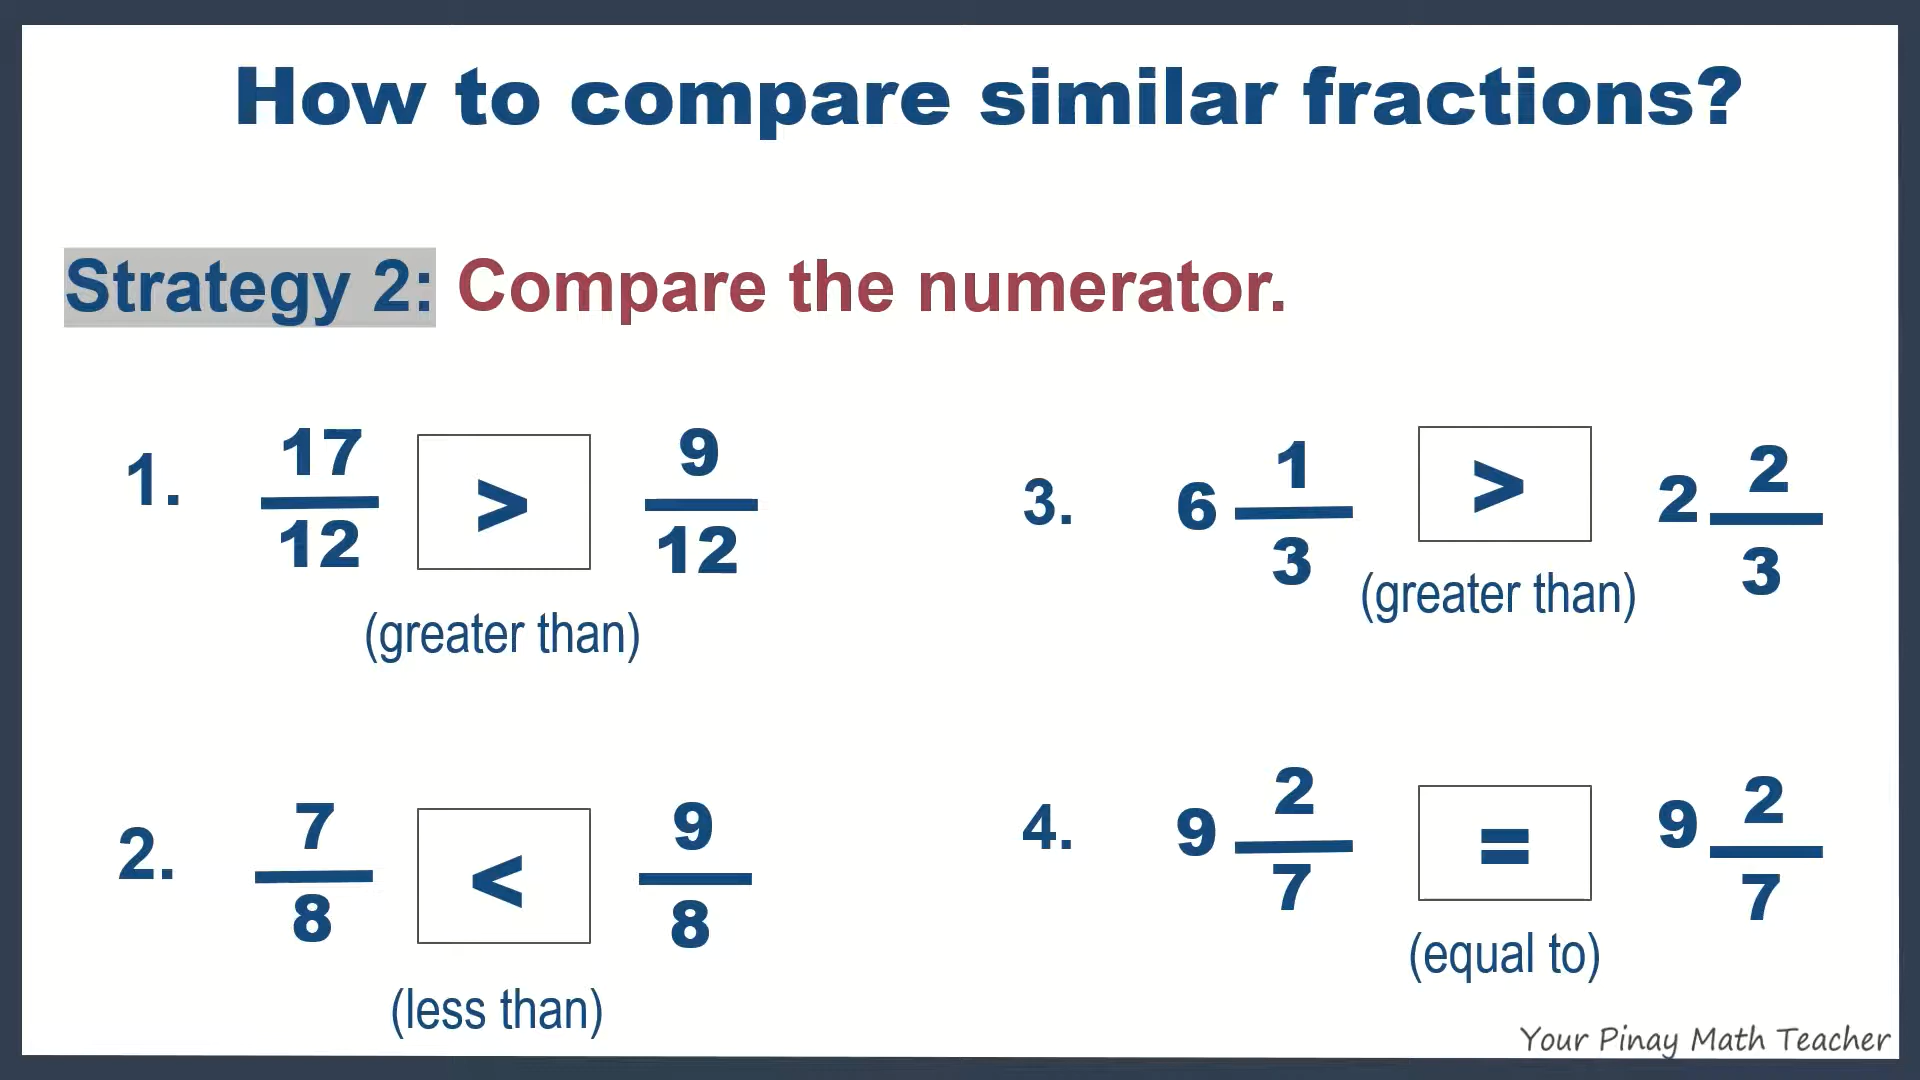 How to compare similar fractions?
Strategy 2: Compare the numerator.
1. 17/12 > 9/12
(greater than)
2. 7/8 < 9/8
(less than)
3. 6 1/3 > 2 2/3
(greater than)
4. 9 2/7 = 9 2/7
(equal to)
Your Pinay Math Teacher